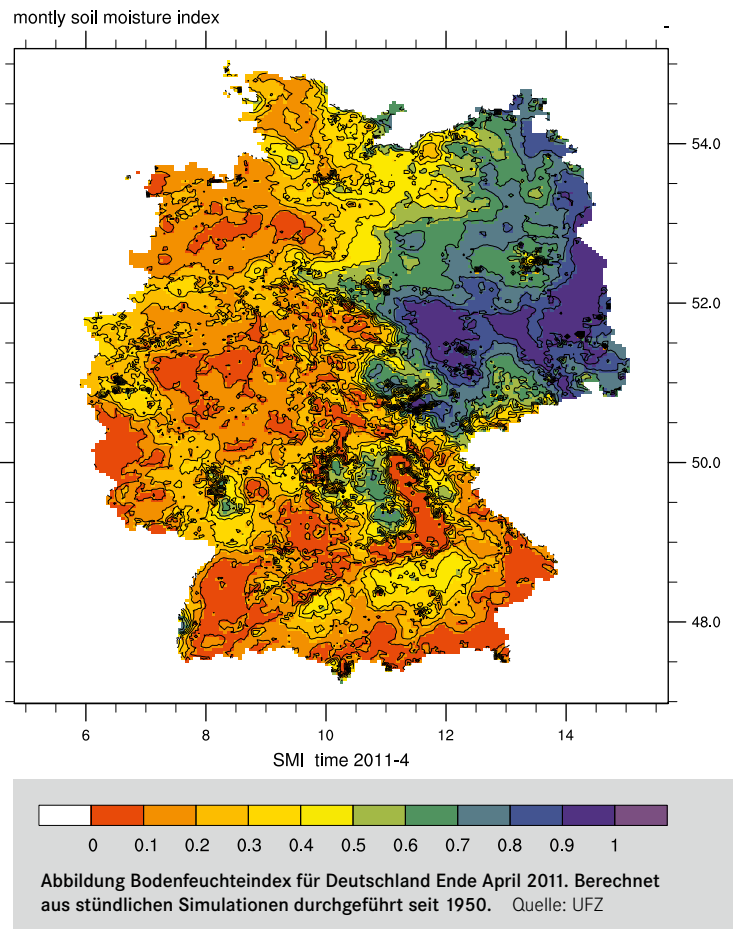 montly soil moisture index
54.0
52.0
50.0
48.0
6 8 10 12 14
SMI time 2011-4
0 0.1 0.2 0.3 0.4 0.5 0.6 0.7 0.8 0.9 1
Abbildung Bodenfeuchteindex für Deutschland Ende April 2011. Berechnet
aus stündlichen Simulationen durchgeführt seit 1950. Quelle: UFZ